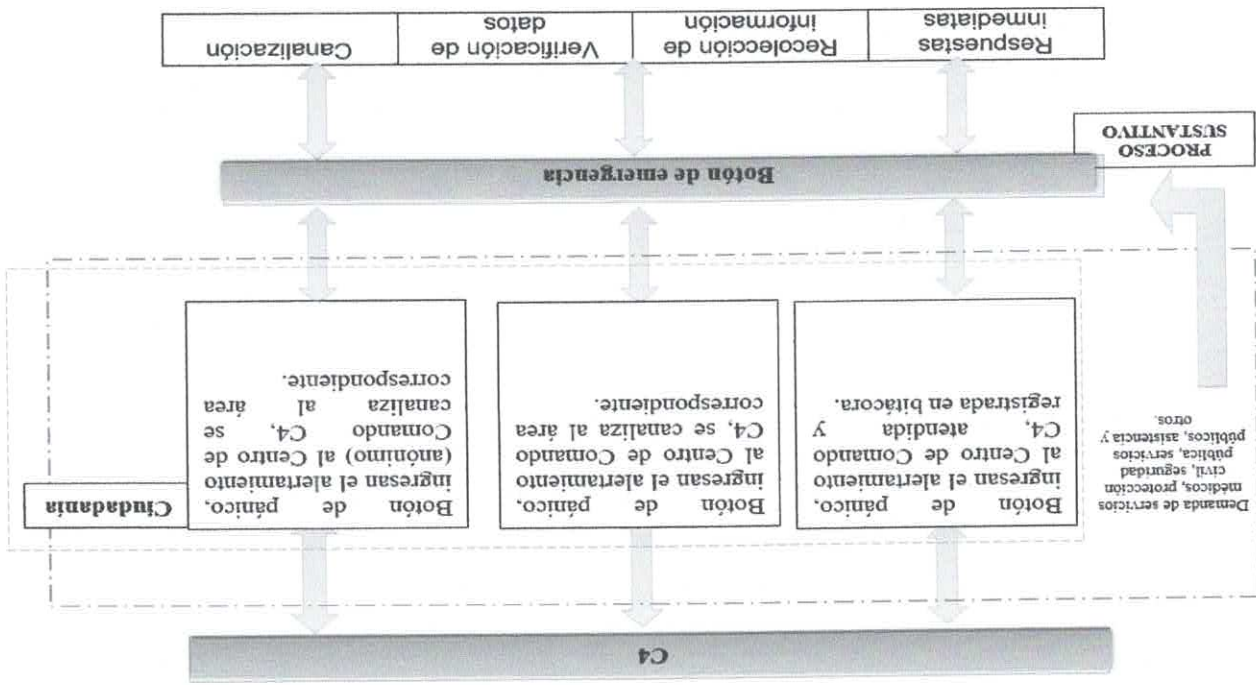 C4
Demanda de servicios
médicos, protección
civil, seguridad
pública, servicios
públicos, asistencia y
otros.
Botón de pánico,
ingresan el alertamiento
al Centro de Comando
C4, atendida y
registrada en bitácora.
Botón de pánico,
ingresan el alertamiento
al Centro de Comando
C4, se canaliza al área
correspondiente.
Botón de pánico,
ingresan el alertamiento
(anónimo) al Centro de
Comando C4, se
canaliza al área
correspondiente.
Ciudadanía
PROCESO
SUSTANTIVO
Botón de emergencia
Respuestas
inmediatas
Recolección de
información
Verificación de
datos
Canalización